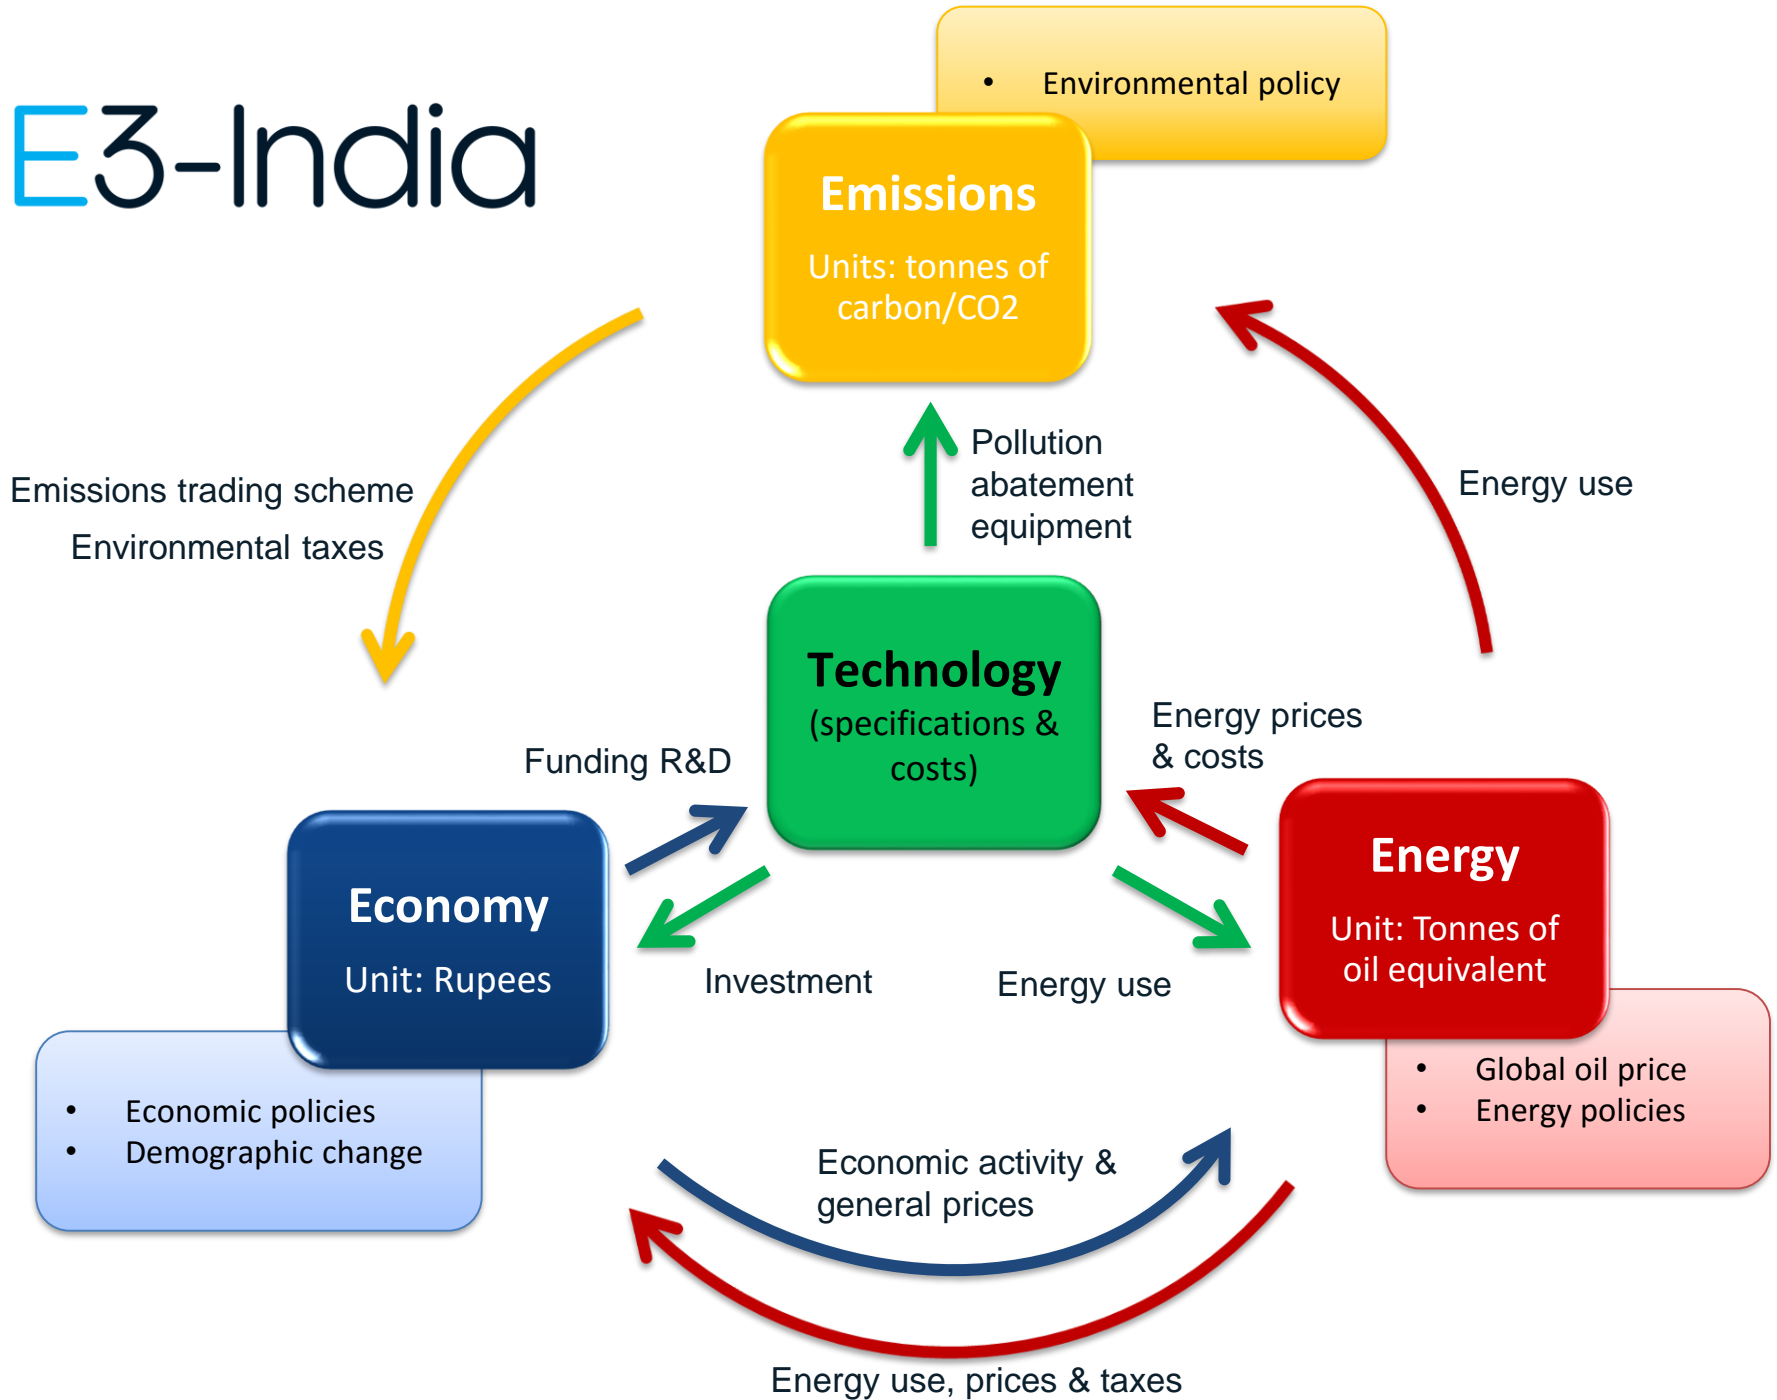 • Environmental policy
E3-India
Emissions
Units: tonnes of
carbon/CO2
Pollution
abatement
equipment
Energy use
Emissions trading scheme
Environmental taxes
Technology
(specifications &
costs)
Energy prices
& costs
Funding R&D
Economy
Unit: Rupees
Energy
Unit: Tonnes of
oil equivalent
Investment
Energy use
• Economic policies
• Demographic change
• Global oil price
• Energy policies
Economic activity &
general prices
Energy use, prices & taxes